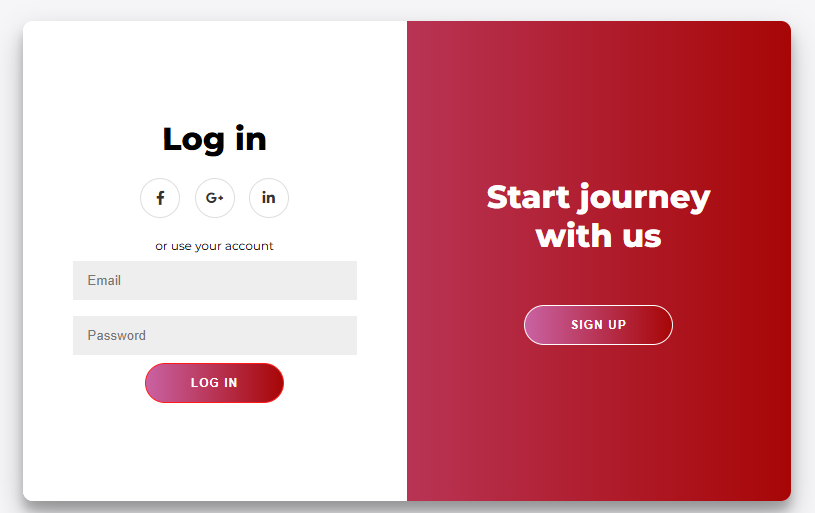 Log in
f G+ in
or use your account
Email
Password
LOG IN
Start journey
with us
SIGN UP